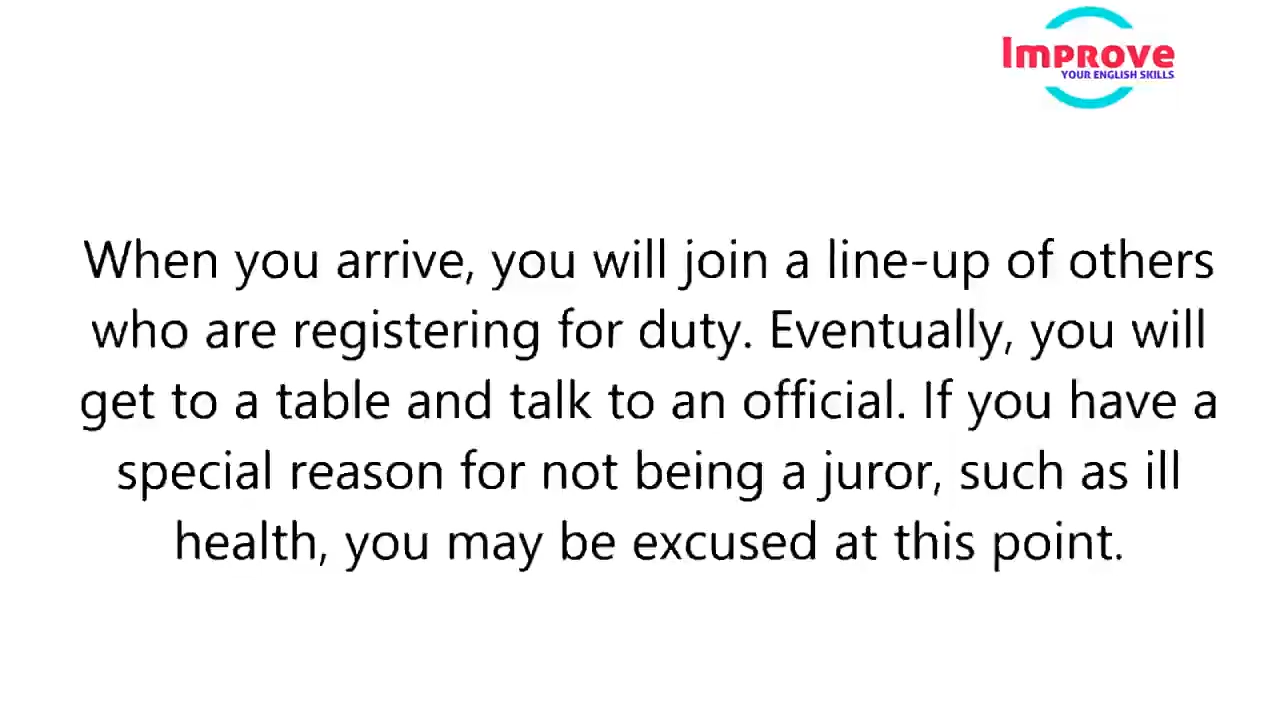 Improve
YOUR ENGLISH SKILLS
When you arrive, you will join a line-up of others
who are registering for duty. Eventually, you will
get to a table and talk to an official. If you have a
special reason for not being a juror, such as ill
health, you may be excused at this point.